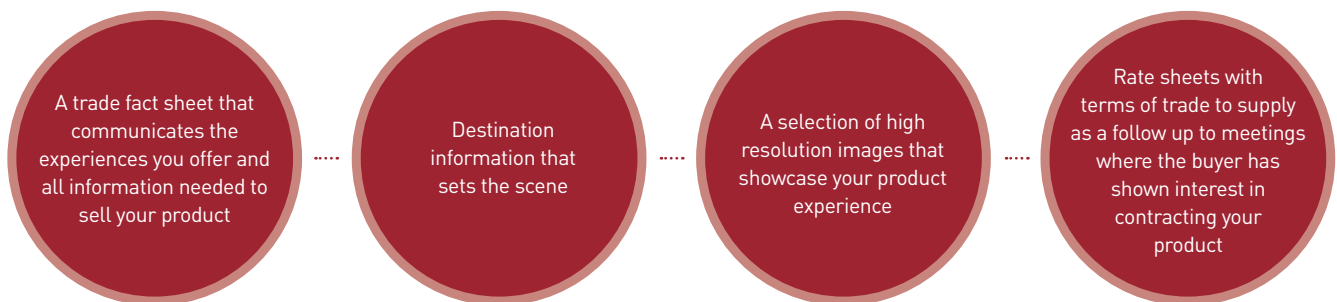 A trade fact sheet that
communicates the
experiences you offer and
all information needed to
sell your product
Destination
information that
sets the scene
A selection of high
resolution images that
showcase your product
experience
Rate sheets with
terms of trade to supply
as a follow up to meetings
where the buyer has
shown interest in
contracting your
product